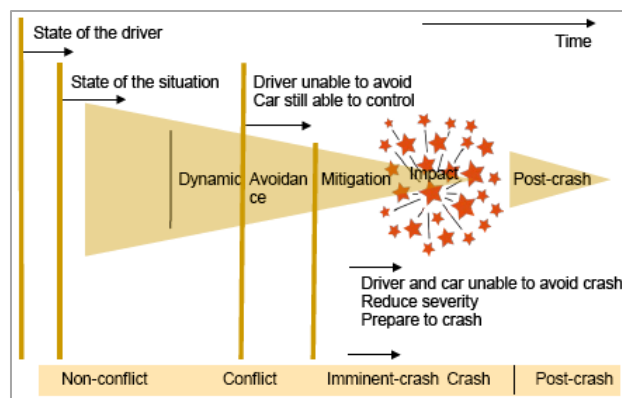 State of the driver
Time
State of the situation
Driver unable to avoid
Car still able to control
Dynamic
Avoidan
ce
Mitigation
Impact
Post-crash
Driver and car unable to avoid crash
Reduce severity
Prepare to crash
Non-conflict
Conflict
Imminent-crash
Crash
Post-crash